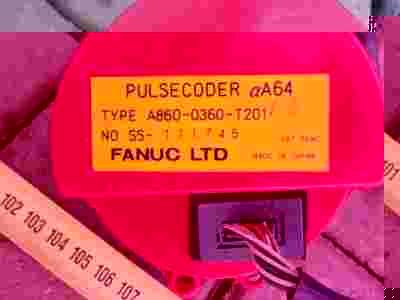 PULSECODER αA64
TYPE A860-0360-T201
NO SS-
FANUC LTD
MADE IN JAPAN
102 103 104 105 106 107
101